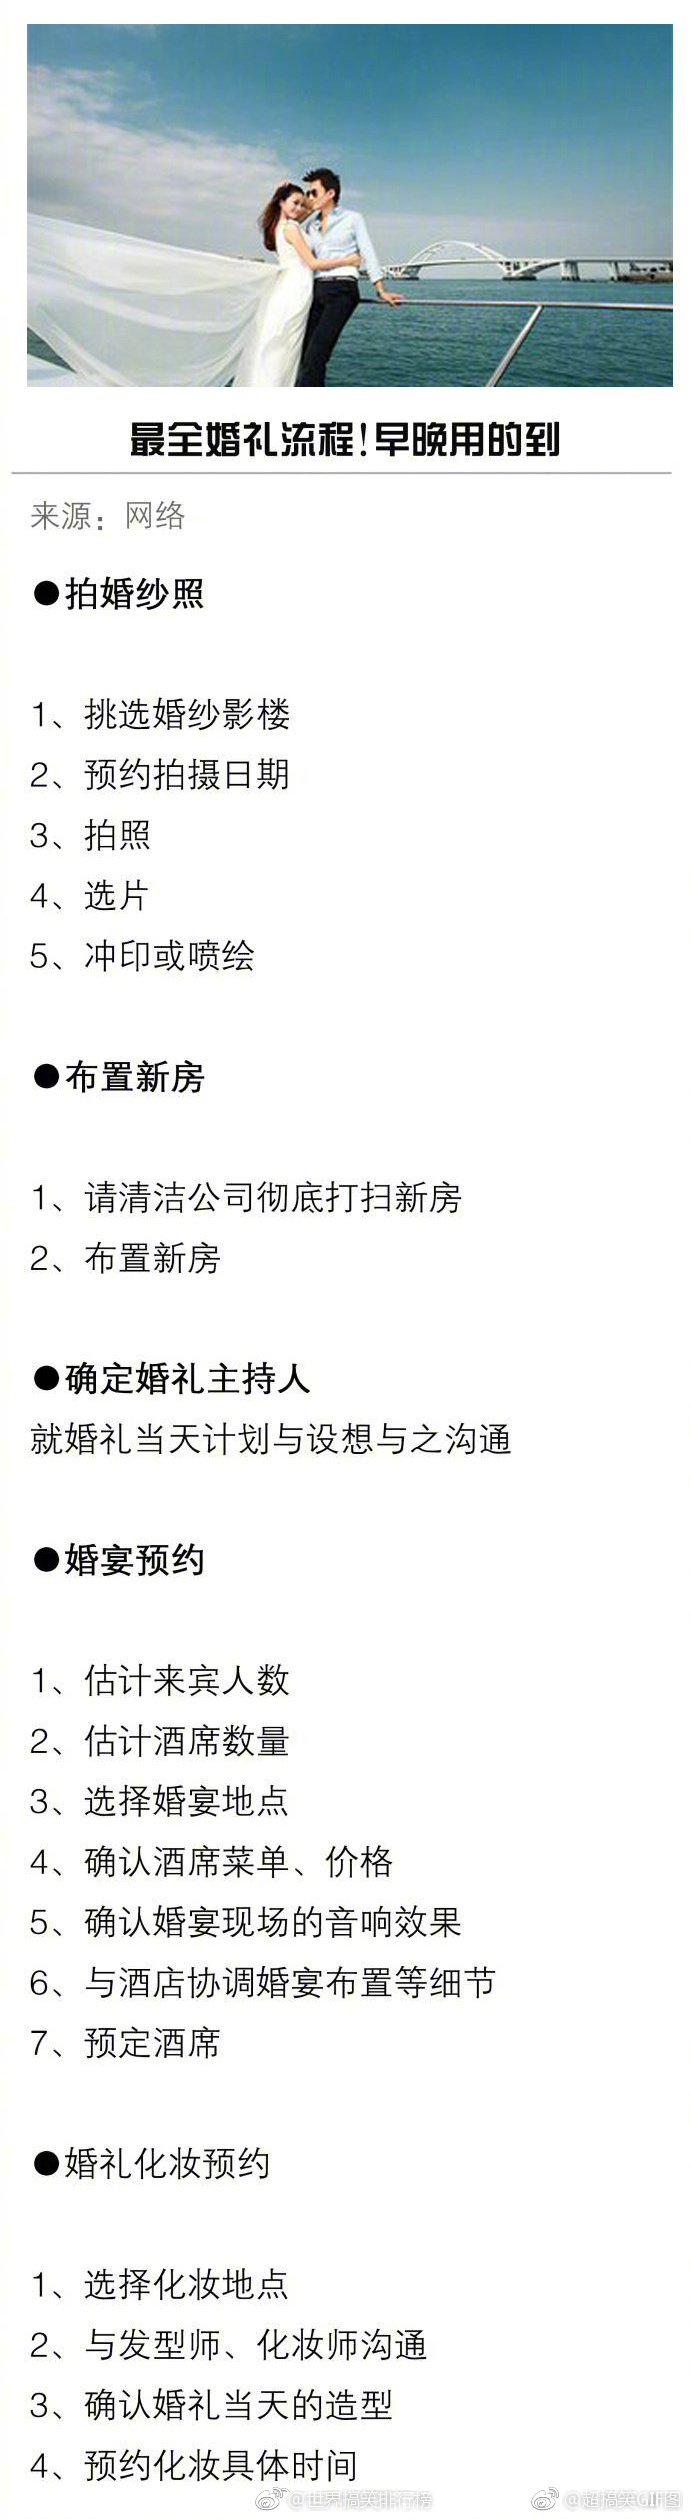 最全婚礼流程!早晚用的到
来源：网络
●拍婚纱照
1、挑选婚纱影楼
2、预约拍摄日期
3、拍照
4、选片
5、冲印或喷绘
●布置新房
1、请清洁公司彻底打扫新房
2、布置新房
●确定婚礼主持人
就婚礼当天计划与设想与之沟通
●婚宴预约
1、估计来宾人数
2、估计酒席数量
3、选择婚宴地点
4、确认酒席菜单、价格
5、确认婚宴现场的音响效果
6、与酒店协调婚宴布置等细节
7、预定酒席
●婚礼化妆预约
1、选择化妆地点
2、与发型师、化妆师沟通
3、确认婚礼当天的造型
4、预约化妆具体时间
@世界搞笑排行榜
@超搞笑GIF图